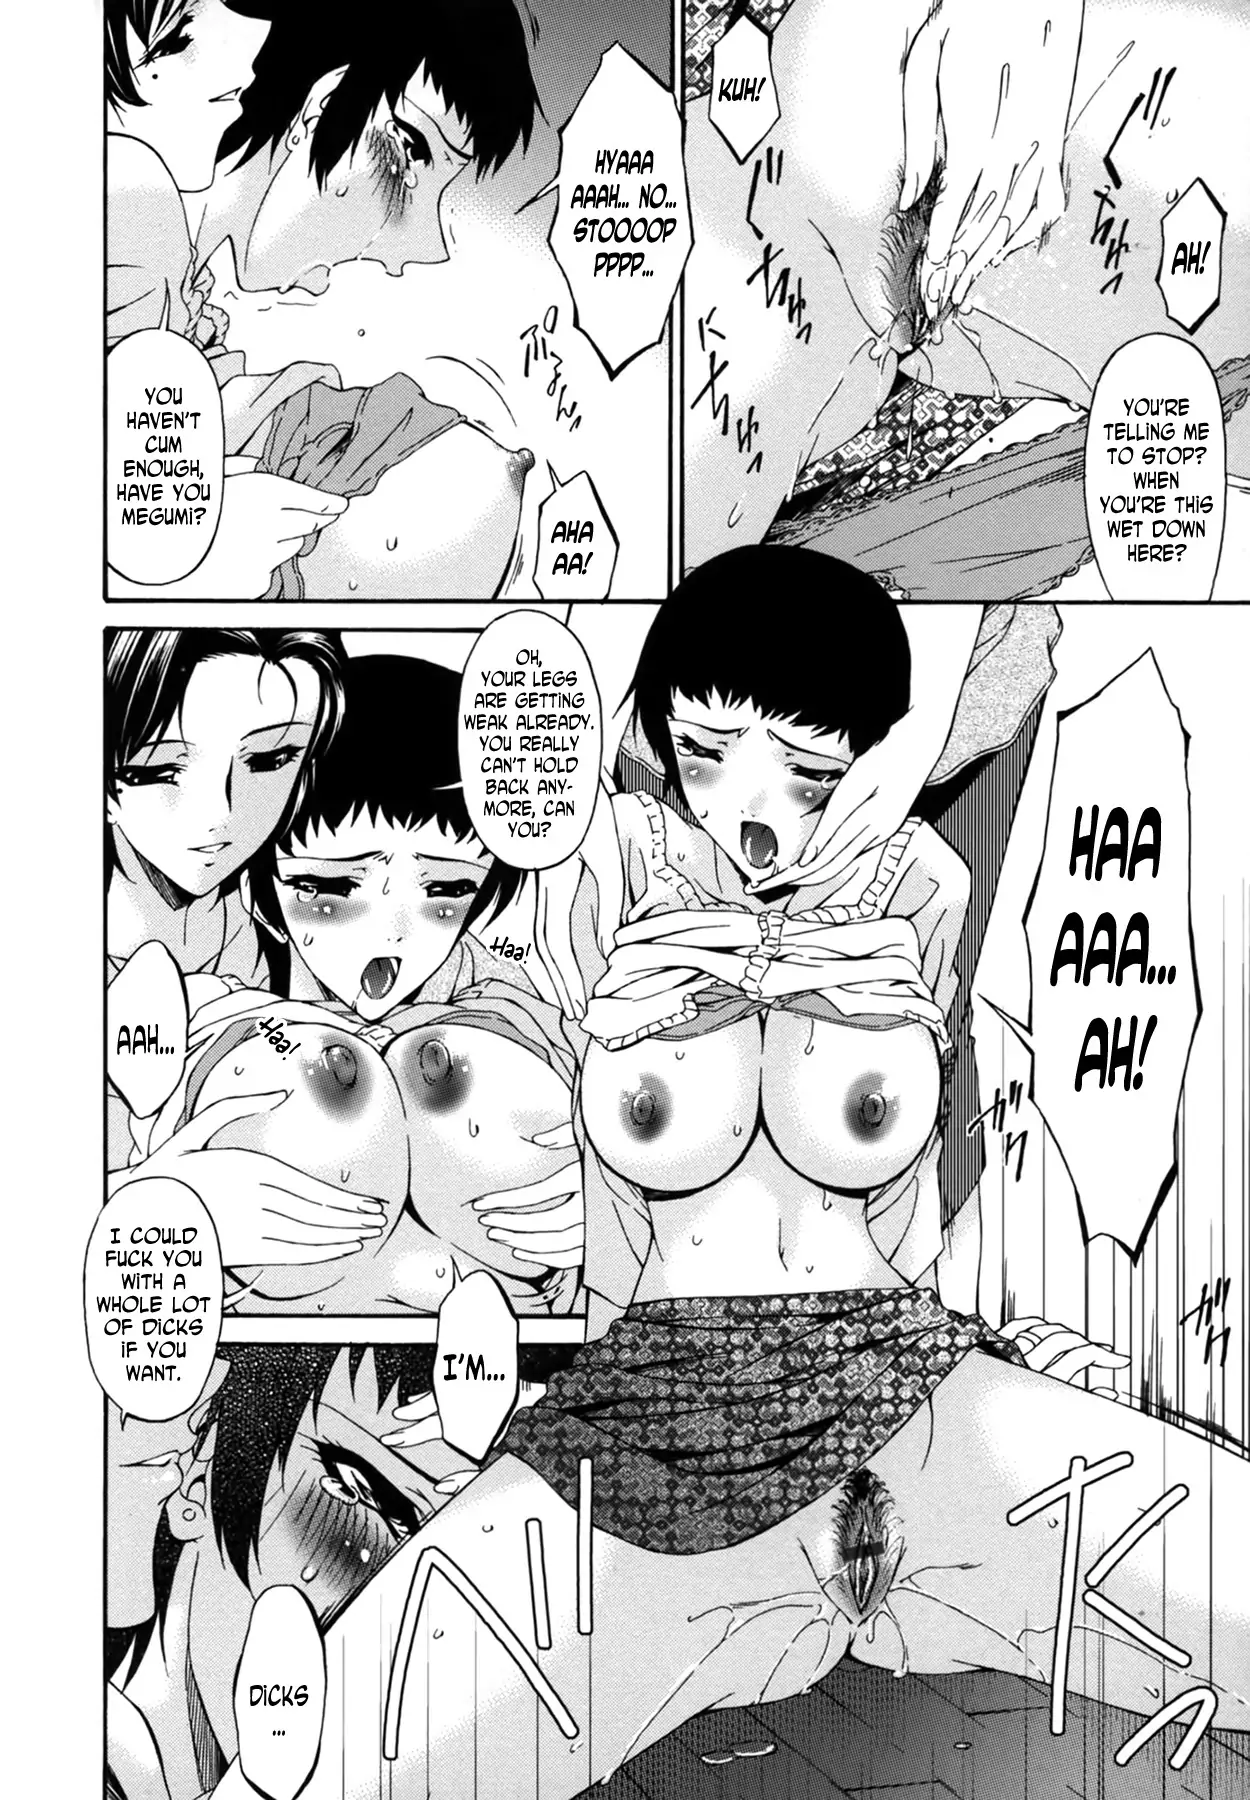 KUH!
AH!
YOU'RE
TELLING ME
TO STOP?
WHEN
YOU'RE THIS
WET DOWN
HERE?
HYAAA
AAAH... NO...
STOOOOP
PPPP...
AHA
AA!
YOU
HAVEN'T
CUM
ENOUGH,
HAVE YOU
MEGUMI?
HAA
AAA...
AH!
OH,
YOUR LEGS
ARE GETTING
WEAK ALREADY.
YOU REALLY
CAN'T HOLD
BACK ANY-
MORE, CAN
YOU?
Haa!
Haa!
AAH...
I COULD
FUCK YOU
WITH A
WHOLE LOT
OF DICKS
IF YOU
WANT.
I'M...
DICKS
...